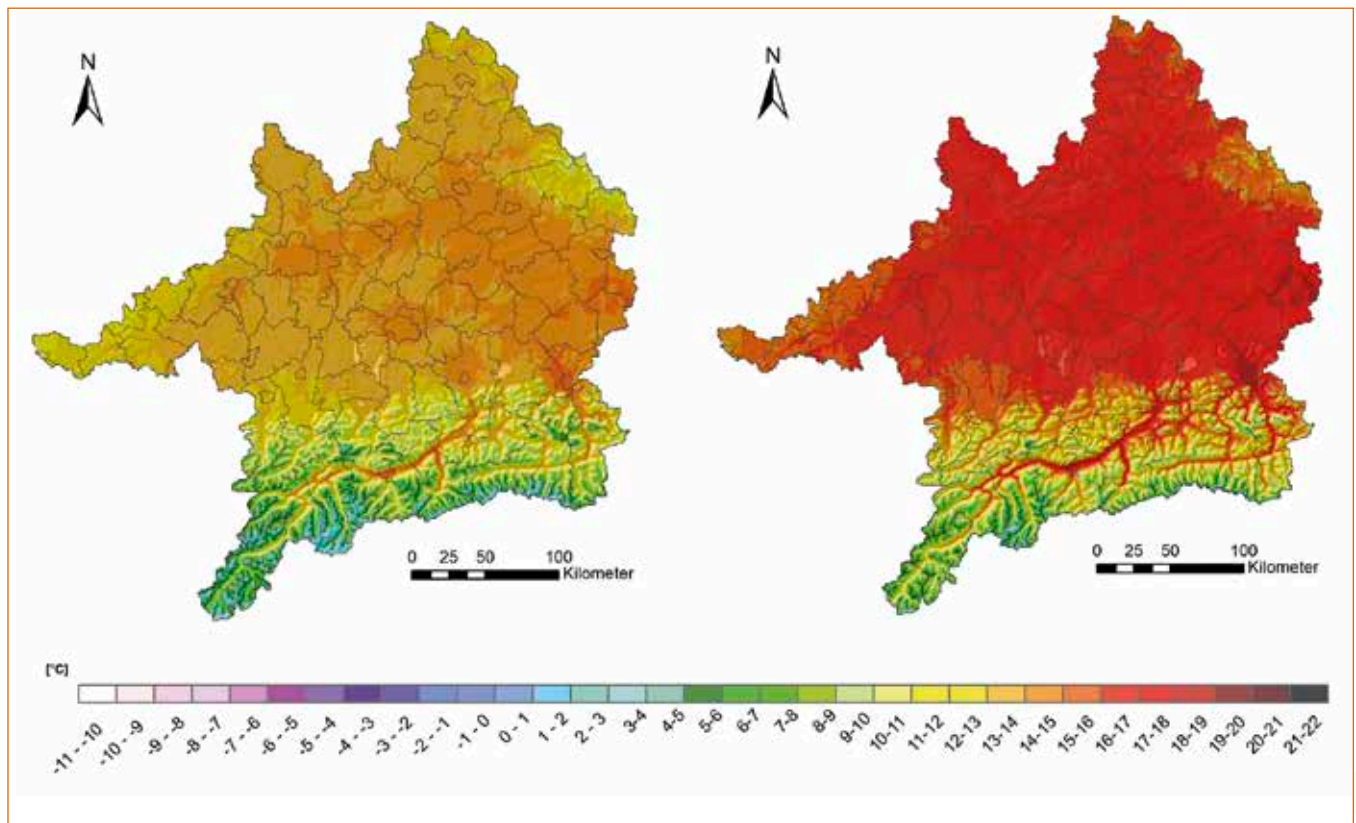 N
N
0 25 50 100
Kilometer
0 25 50 100
Kilometer
[°C]
-11 - -10
-10 - -9
-9 - -8
-8 - -7
-7 - -6
-6 - -5
-5 - -4
-4 - -3
-3 - -2
-2 - -1
-1 - 0
0 - 1
1 - 2
2 - 3
3-4
4-5
5-6
6-7
7-8
8-9
9-10
10-11
11-12
12-13
13-14
14-15
15-16
16-17
17-18
18-19
19-20
20-21
21-22